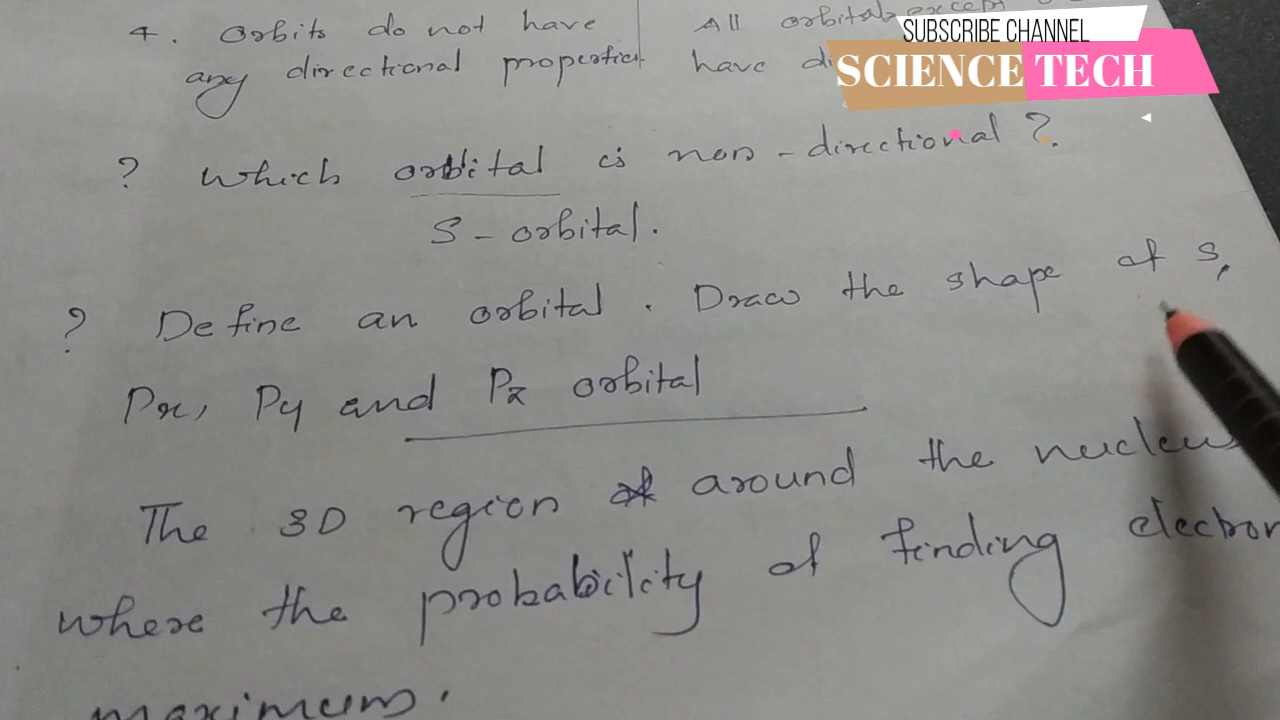 4. Orbits do not have
any directional properties.
All orbitals except
have
SUBSCRIBE CHANNEL
SCIENCE TECH
? Which orbital is non-directional ?.
S-orbital.
? Define an orbital. Draw the shape of s,
Px, Py and Pz orbital
The 3D region around the nucleus
where the probability of finding electron
maximum.